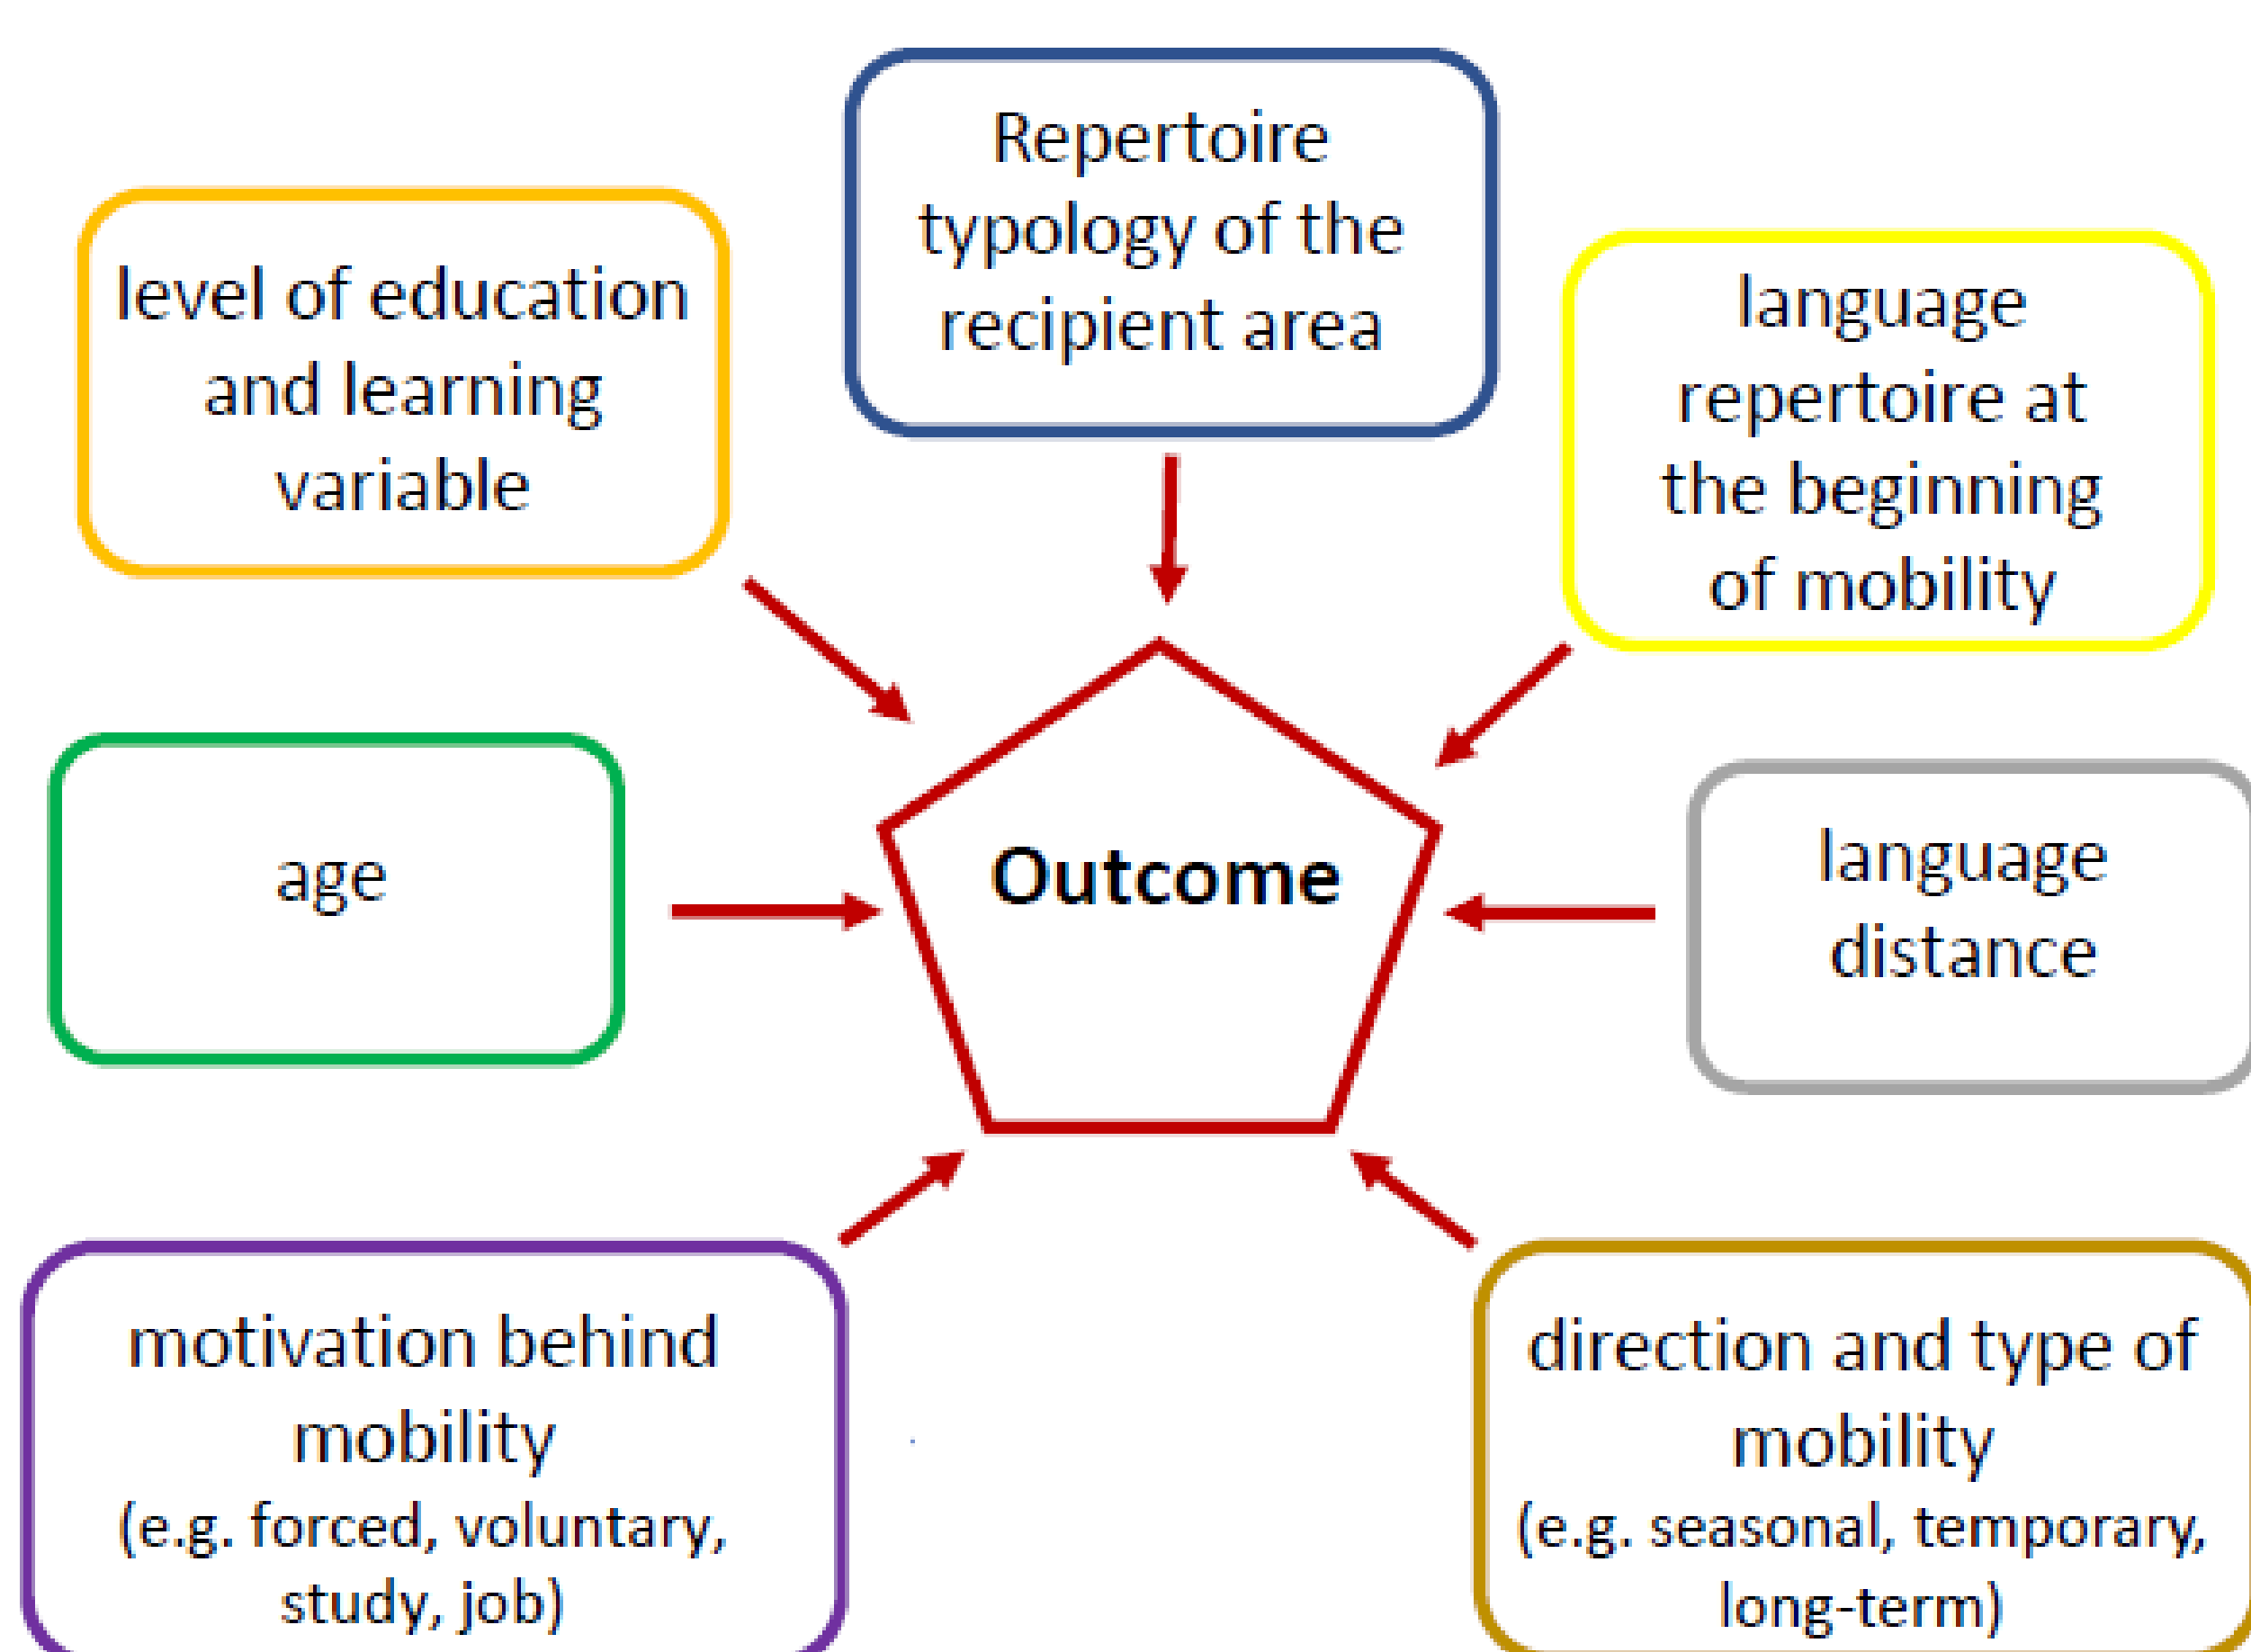 Repertoire
typology of the
recipient area
level of education
and learning
variable
language
repertoire at
the beginning
of mobility
age
Outcome
language
distance
motivation behind
mobility
(e.g. forced, voluntary,
study, job)
direction and type of
mobility
(e.g. seasonal, temporary,
long-term)